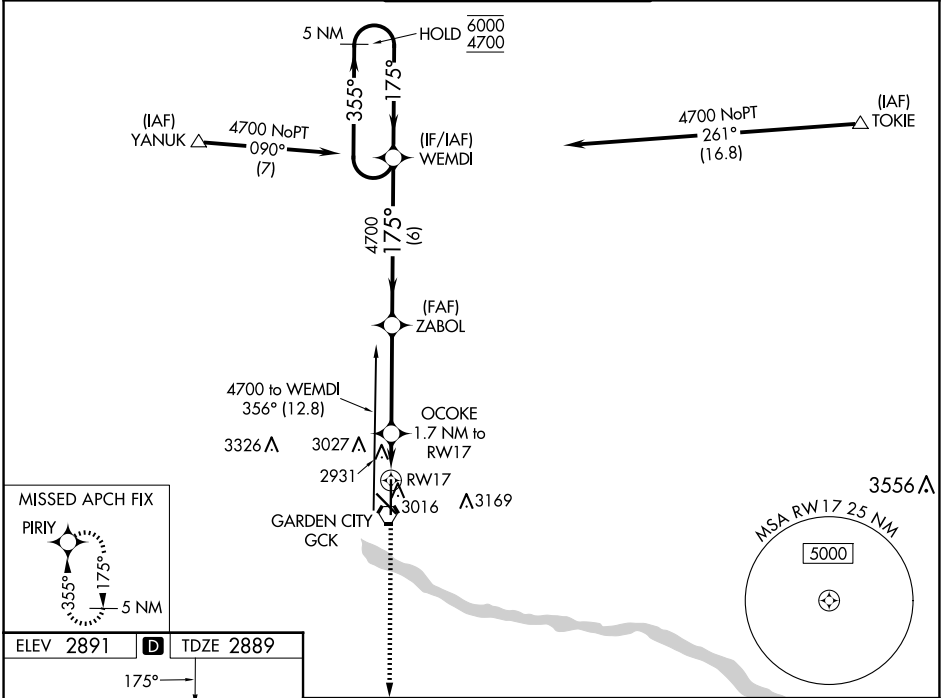 5 NM
HOLD 6000
4700
355°
175°
(IAF)
YANUK
4700 NoPT
090°
(7)
(IF/IAF)
WEMDI
4700 NoPT
261°
(16.8)
(IAF)
TOKIE
4700
175°
(6)
(FAF)
ZABOL
4700 to WEMDI
356° (12.8)
OCOKE
1.7 NM to
RW17
3326
3027
2931
RW17
3016
3169
3556
GARDEN CITY
GCK
MISSED APCH FIX
PIRIY
355°
175°
5 NM
MSA RW17 25 NM
5000
ELEV 2891 D TDZE 2889
175°